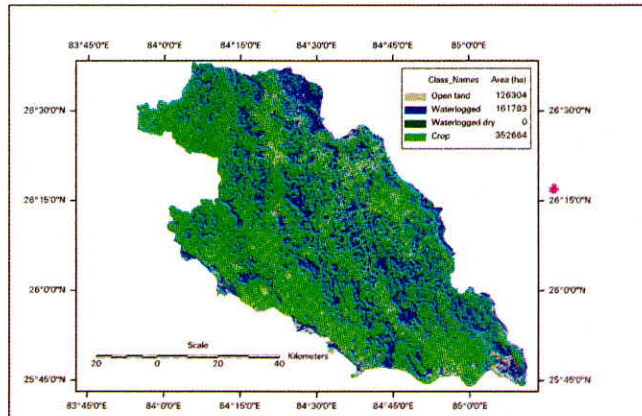 83°45'0"E 84°0'0"E 84°15'0"E 84°30'0"E 84°45'0"E 85°0'0"E
Class_Names Area (ha)
Open land 126304
Waterlogged 161783
Waterlogged dry 0
Crop 352664
26°30'0"N 26°30'0"N
26°15'0"N 26°15'0"N
26°0'0"N 26°0'0"N
Scale
20 0 20 40 Kilometers
25°45'0"N 25°45'0"N
83°45'0"E 84°0'0"E 84°15'0"E 84°30'0"E 84°45'0"E 85°0'0"E